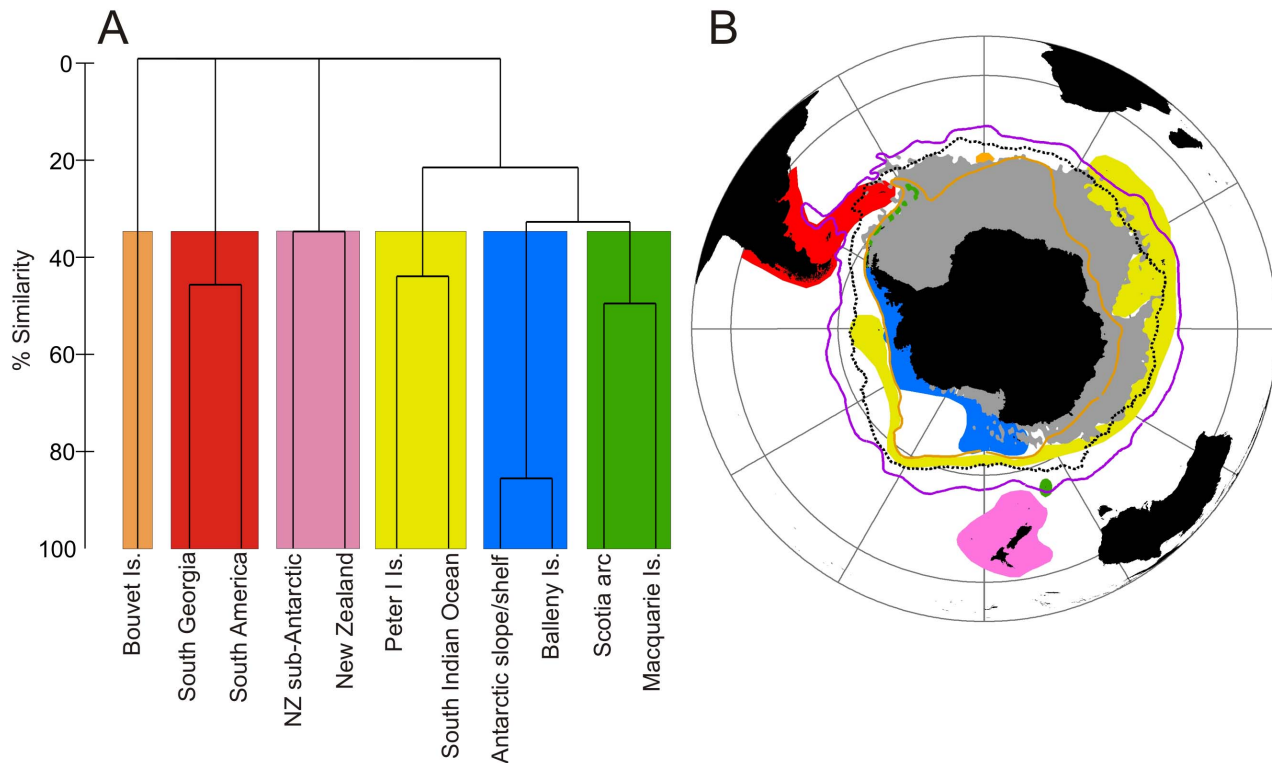 A
B
0
20
40
60
80
100
% Similarity
Bouvet Is.
South Georgia
South America
NZ sub-Antarctic
New Zealand
Peter I Is.
South Indian Ocean
Antarctic slope/shelf
Balleny Is.
Scotia arc
Macquarie Is.